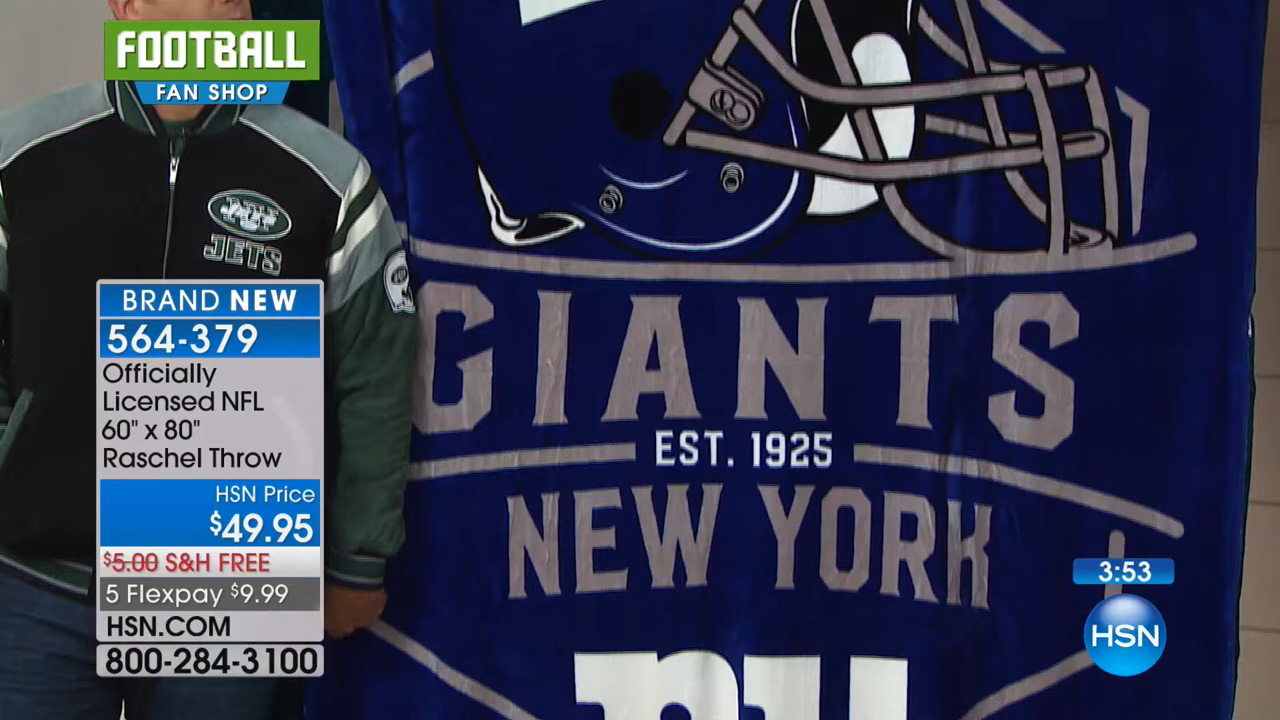 FOOTBALL
FAN SHOP
NY
JETS
BRAND NEW
564-379
Officially
Licensed NFL
60" x 80"
Raschel Throw
HSN Price
$49.95
$5.00 S&H FREE
5 Flexpay $9.99
HSN.COM
800-284-3100
GIANTS
EST. 1925
NEW YORK
ny
3:53
HSN